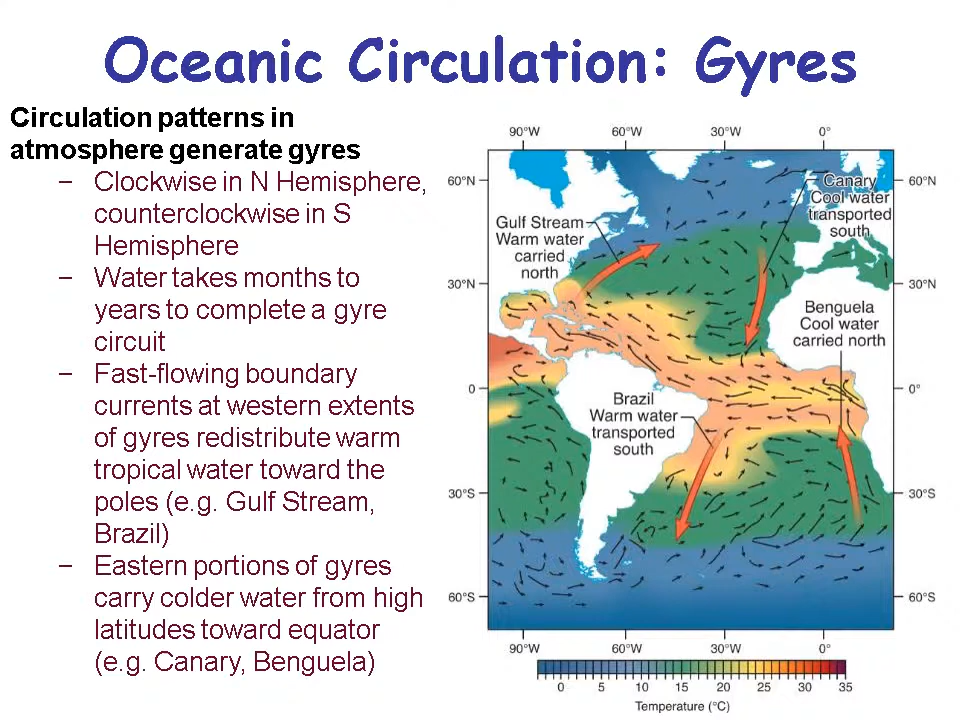 Oceanic Circulation: Gyres
Circulation patterns in
atmosphere generate gyres
– Clockwise in N Hemisphere,
counterclockwise in S
Hemisphere
– Water takes months to
years to complete a gyre
circuit
– Fast-flowing boundary
currents at western extents
of gyres redistribute warm
tropical water toward the
poles (e.g. Gulf Stream,
Brazil)
– Eastern portions of gyres
carry colder water from high
latitudes toward equator
(e.g. Canary, Benguela)
90°W 60°W 30°W 0°
60°N 60°N
Canary
Cool water
transported
south
Gulf Stream
Warm water
carried
north
30°N 30°N
Benguela
Cool water
carried north
0 0°
Brazil
Warm water
transported
south
30°S 30°S
60°S 60°S
90°W 60°W 30°W 0°
0 5 10 15 20 25 30 35
Temperature (°C)